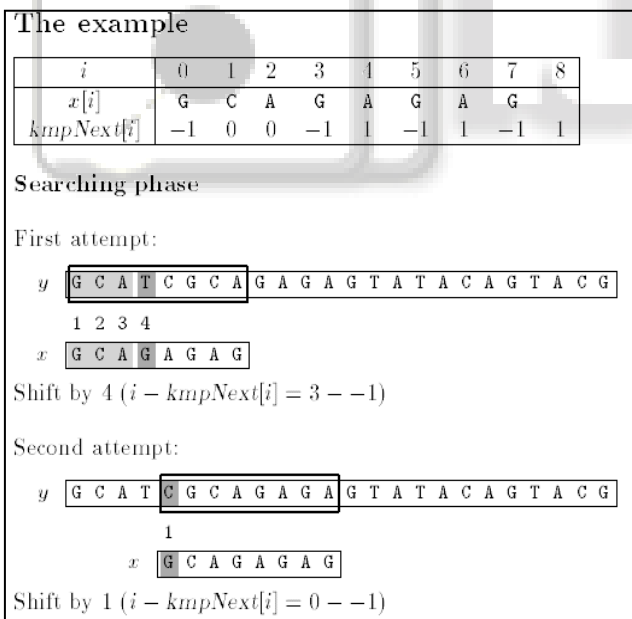 The example
i 0 1 2 3 4 5 6 7 8
x[i] G C A G A G A G
kmpNext[i] −1 0 0 −1 1 −1 1 −1 1
Searching phase
First attempt:
y G C A T C G C A G A G A G T A T A C A G T A C G
1 2 3 4
x G C A G A G A G
Shift by 4 (i − kmpNext[i] = 3 − −1)
Second attempt:
y G C A T C G C A G A G A G T A T A C A G T A C G
1
x G C A G A G A G
Shift by 1 (i − kmpNext[i] = 0 − −1)